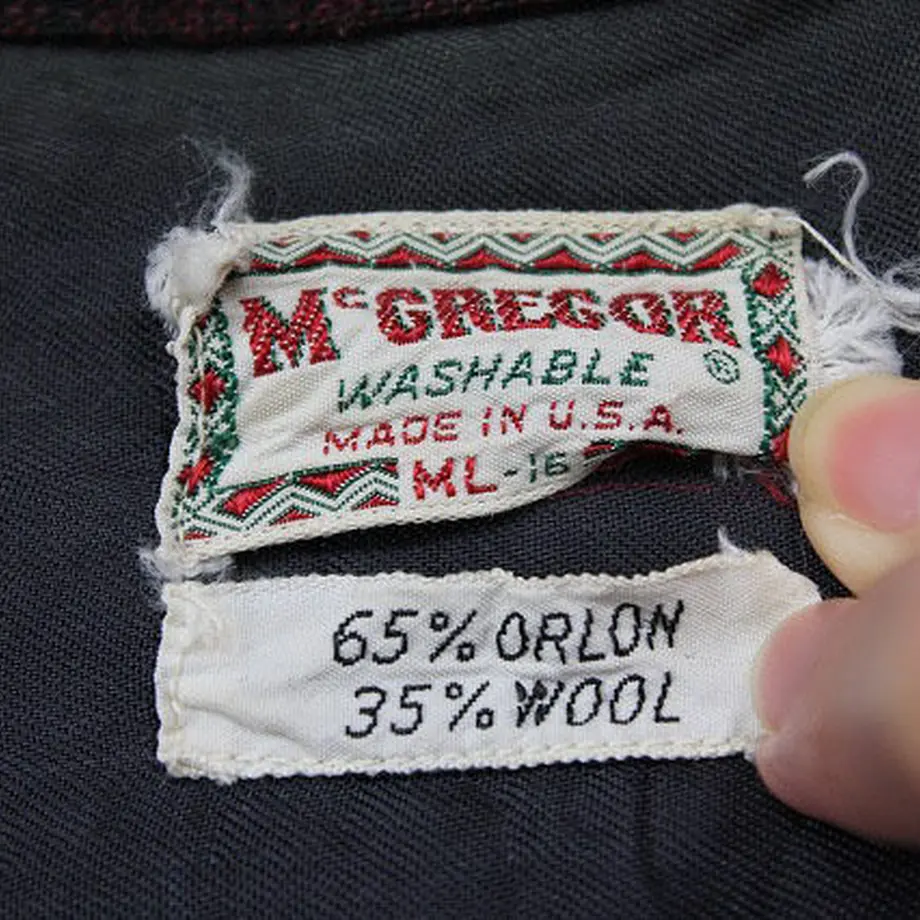 McGREGOR
WASHABLE ®
MADE IN U.S.A.
ML-16
65% ORLON
35% WOOL